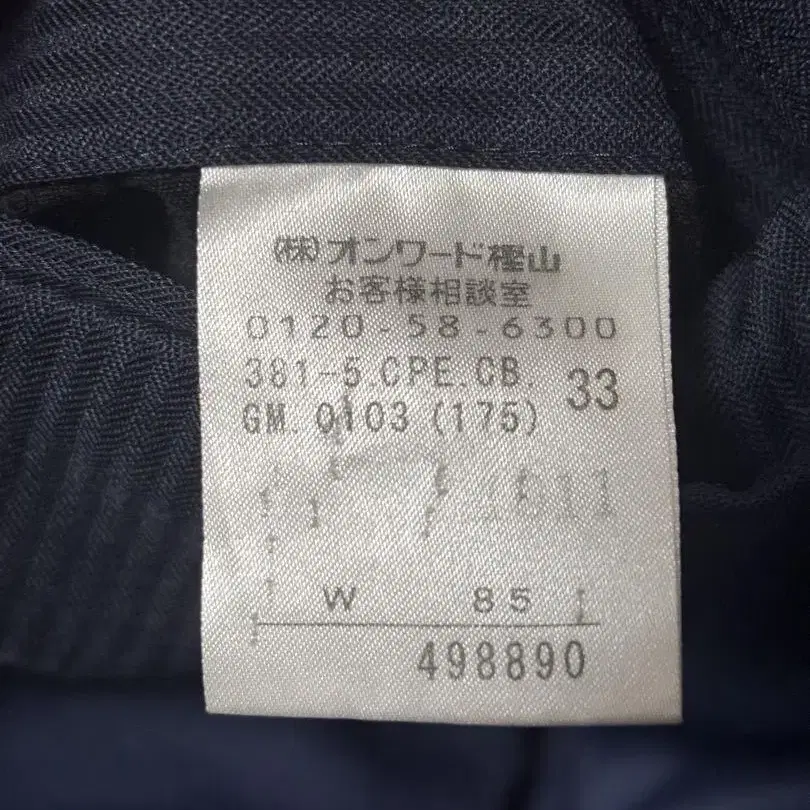 (株)オンワード樫山
お客様相談室
0120-58-6300
381-5.CPE.CB. 33
GM. 0103 (175)
W 85
498890